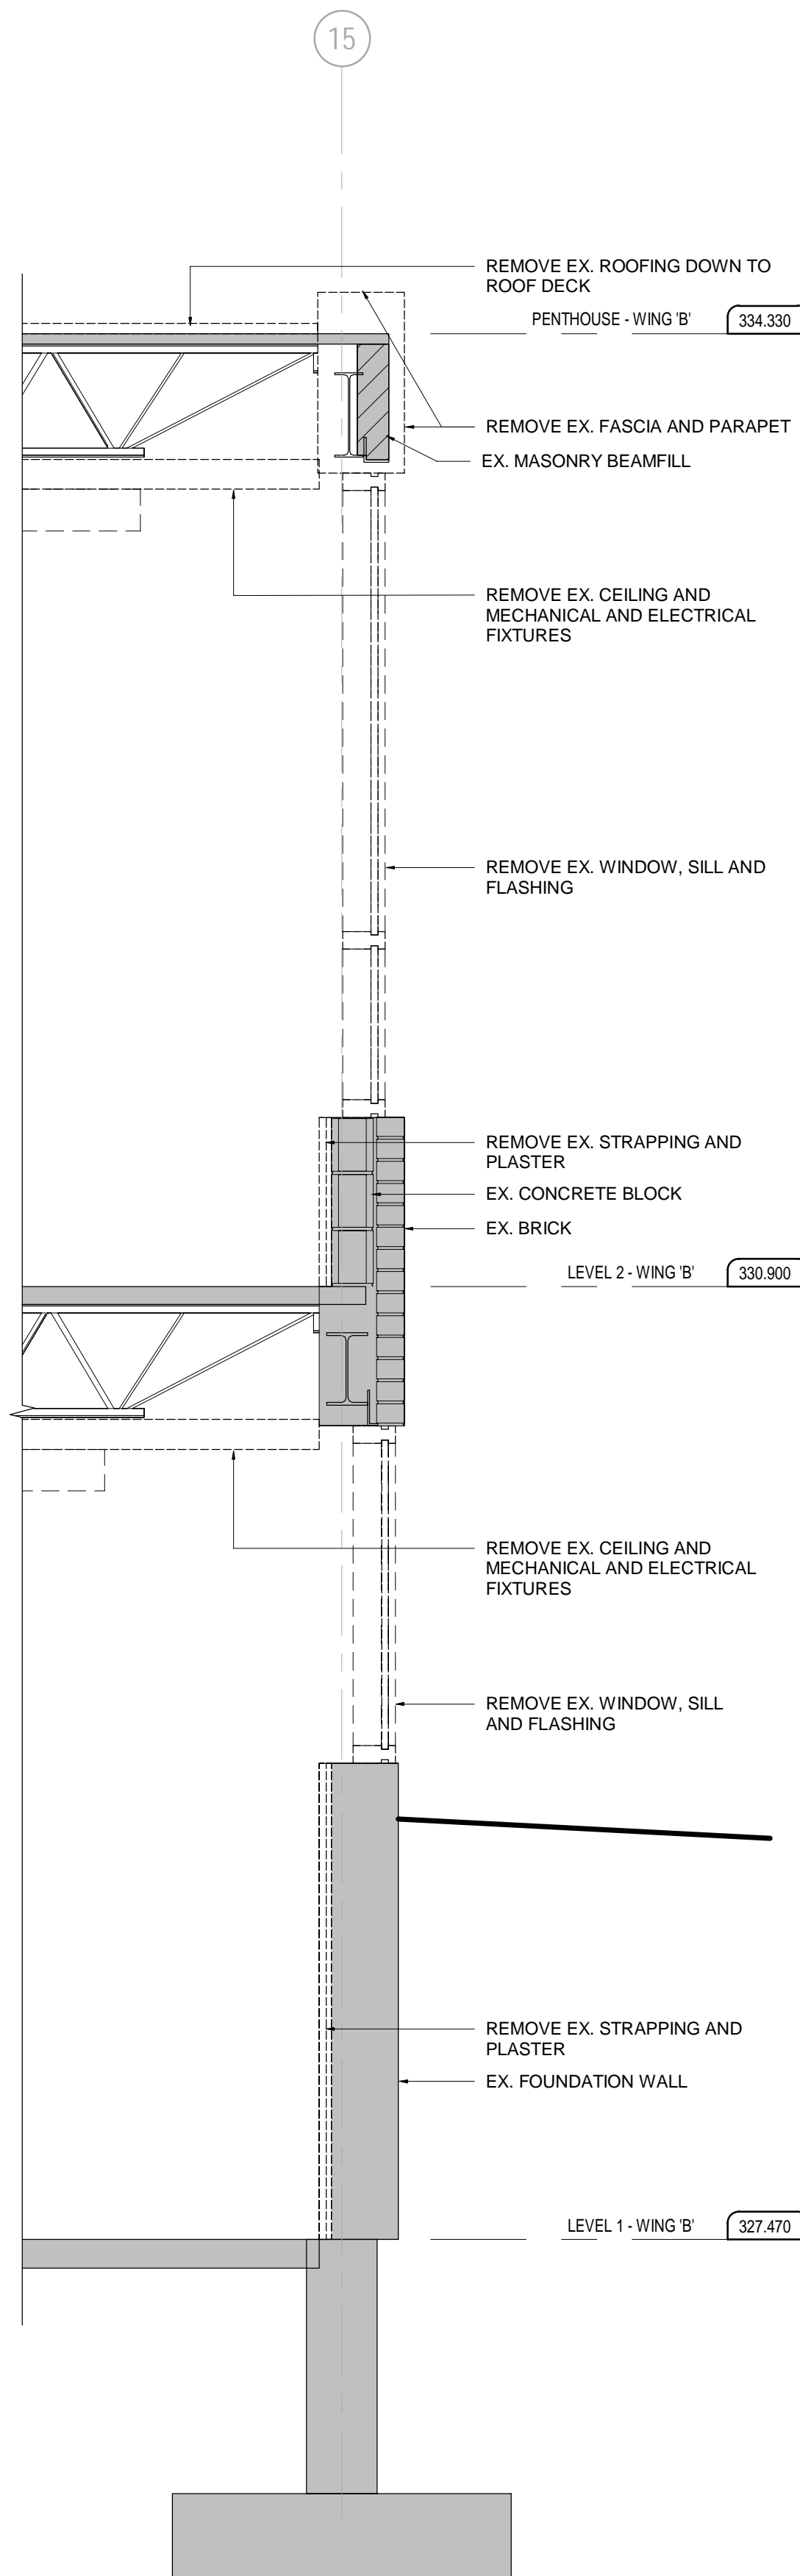 15
REMOVE EX. ROOFING DOWN TO
ROOF DECK
PENTHOUSE - WING 'B' 334.330
REMOVE EX. FASCIA AND PARAPET
EX. MASONRY BEAMFILL
REMOVE EX. CEILING AND
MECHANICAL AND ELECTRICAL
FIXTURES
REMOVE EX. WINDOW, SILL AND
FLASHING
REMOVE EX. STRAPPING AND
PLASTER
EX. CONCRETE BLOCK
EX. BRICK
LEVEL 2 - WING 'B' 330.900
REMOVE EX. CEILING AND
MECHANICAL AND ELECTRICAL
FIXTURES
REMOVE EX. WINDOW, SILL
AND FLASHING
REMOVE EX. STRAPPING AND
PLASTER
EX. FOUNDATION WALL
LEVEL 1 - WING 'B' 327.470